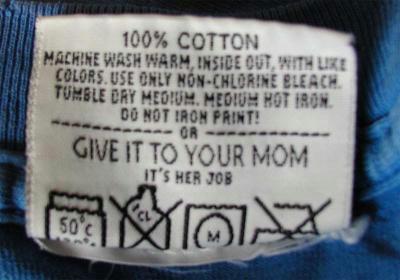 100% COTTON
MACHINE WASH WARM, INSIDE OUT, WITH LIKE
COLORS. USE ONLY NON-CHLORINE BLEACH.
TUMBLE DRY MEDIUM. MEDIUM HOT IRON.
DO NOT IRON PRINT!
OR
GIVE IT TO YOUR MOM
IT'S HER JOB
50°C CL M